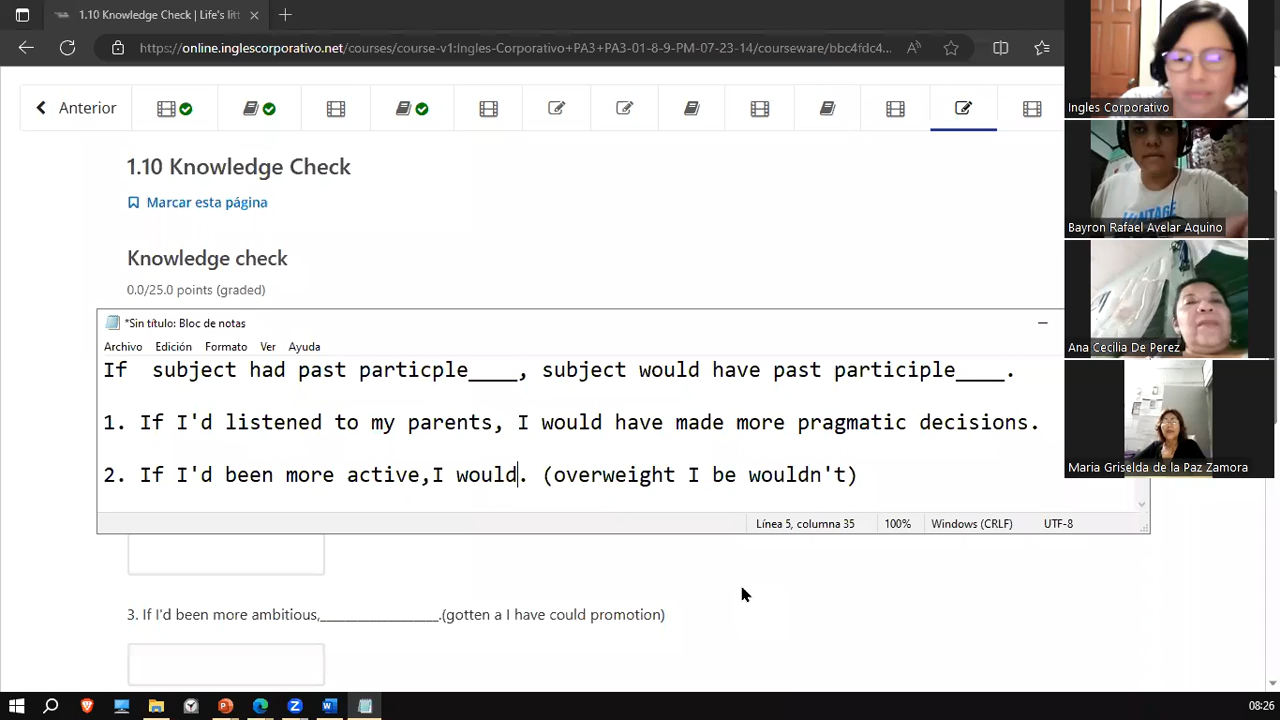 1.10 Knowledge Check | Life's litt
https://online.inglescorporativo.net/courses/course-v1:Ingles-Corporativo+PA3+PA3-01-8-9-PM-07-23-14/courseware/bbc4fdc4...
Anterior
1.10 Knowledge Check
Marcar esta página
Knowledge check
0.0/25.0 points (graded)
*Sin título: Bloc de notas
Archivo Edición Formato Ver Ayuda
If subject had past particple____, subject would have past participle____.
1. If I'd listened to my parents, I would have made more pragmatic decisions.
2. If I'd been more active,I would. (overweight I be wouldn't)
Línea 5, columna 35 100% Windows (CRLF) UTF-8
3. If I'd been more ambitious,__________________.(gotten a I have could promotion)
Ingles Corporativo
VANTAGE
Bayron Rafael Avelar Aquino
Ana Cecilia De Perez
Maria Griselda de la Paz Zamora
08:26